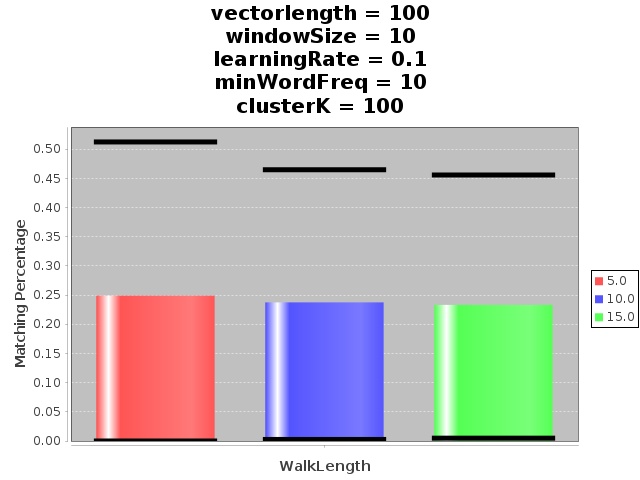 vectorlength = 100
windowSize = 10
learningRate = 0.1
minWordFreq = 10
clusterK = 100
Matching Percentage
0.50
0.45
0.40
0.35
0.30
0.25
0.20
0.15
0.10
0.05
0.00
WalkLength
5.0
10.0
15.0